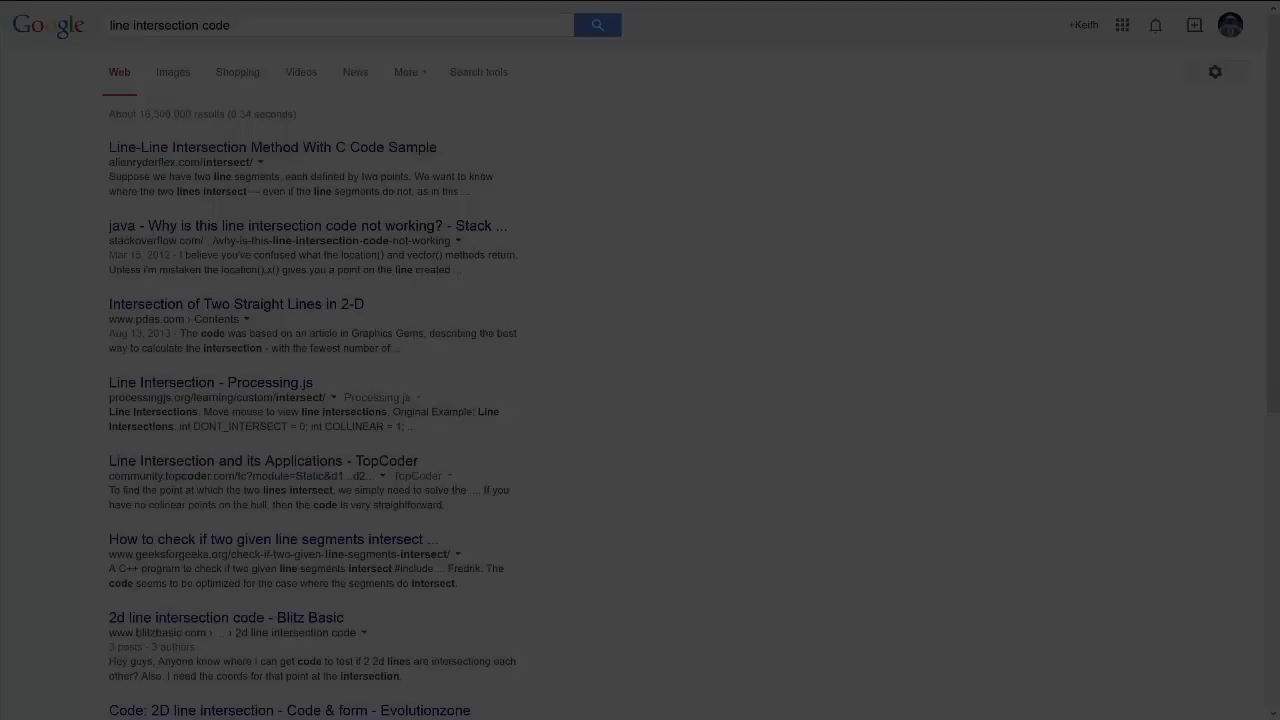 Google
line intersection code
+Keith
Web Images Shopping Videos News More Search tools
About 16,300,000 results (0.34 seconds)
Line-Line Intersection Method With C Code Sample
alienryderflex.com/intersect/
Suppose we have two line segments, each defined by two points. We want to know
where the two lines intersect — even if the line segments do not, as in this ...
java - Why is this line intersection code not working? - Stack ...
stackoverflow.com/.../why-is-this-line-intersection-code-not-working
Mar 15, 2012 - I believe you've confused what the location() and vector() methods return.
Unless i'm mistaken the location().x() gives you a point on the line created ...
Intersection of Two Straight Lines in 2-D
www.pdas.com › Contents
Aug 13, 2013 - The code was based on an article in Graphics Gems, describing the best
way to calculate the intersection - with the fewest number of ...
Line Intersection - Processing.js
processingjs.org/learning/custom/intersect/ Processing.js
Line Intersections. Move mouse to view line intersections. Original Example: Line
Intersections. int DONT_INTERSECT = 0; int COLLINEAR = 1; ...
Line Intersection and its Applications - TopCoder
community.topcoder.com/tc?module=Static&d1...d2... TopCoder
To find the point at which the two lines intersect, we simply need to solve the .... If you
have no colinear points on the hull, then the code is very straightforward.
How to check if two given line segments intersect ...
www.geeksforgeeks.org/check-if-two-given-line-segments-intersect/
A C++ program to check if two given line segments intersect #include ... Fredrik. The
code seems to be optimized for the case where the segments do intersect.
2d line intersection code - Blitz Basic
www.blitzbasic.com › ... › 2d line intersection code
3 posts - 3 authors
Hey guys, Anyone know where i can get code to test if 2 2d lines are intersectiong each
other? Also. I need the coords for that point at the intersection.
Code: 2D line intersection - Code & form - Evolutionzone